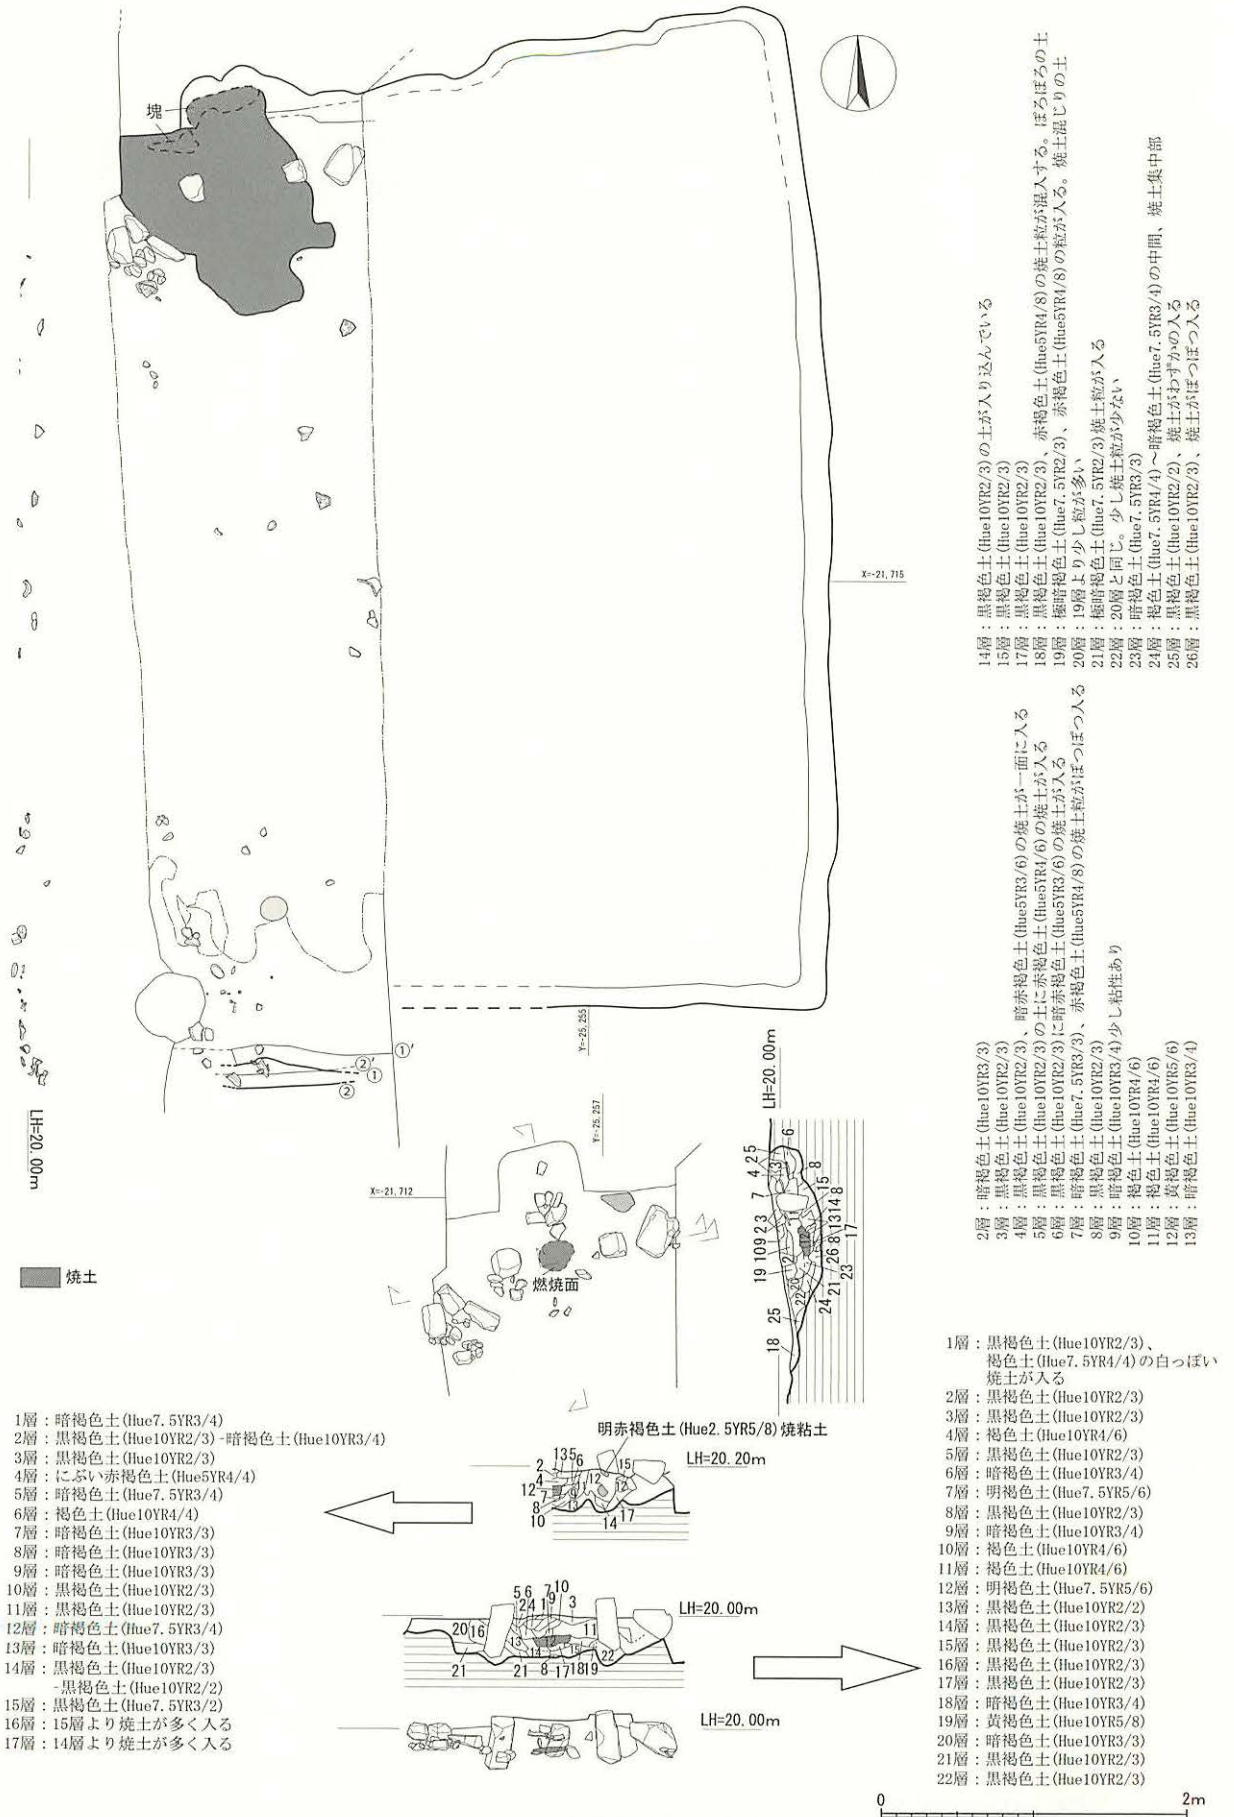 塊
X=-21,715
Y=-25,255
①'
②'
①
②
LH=20.00m
Y=-25,257
X=-21,712
燃焼面
焼土
LH=20.00m
2層：暗褐色土(Hue10YR3/3)
3層：黒褐色土(Hue10YR2/3)
4層：黒褐色土(Hue10YR2/3)、暗赤褐色土(Hue5YR3/6)の焼土が一面に入る
5層：黒褐色土(Hue10YR2/3)の土に赤褐色土(Hue5YR4/6)の焼土が入る
6層：黒褐色土(Hue10YR2/3)に暗赤褐色土(Hue5YR3/6)の焼土が入る
7層：暗褐色土(Hue7.5YR3/3)、赤褐色土(Hue5YR4/8)の焼土粒がぽつぽつ入る
8層：黒褐色土(Hue10YR2/3)
9層：暗褐色土(Hue10YR3/4)少し粘性あり
10層：褐色土(Hue10YR4/6)
11層：褐色土(Hue10YR4/6)
12層：黄褐色土(Hue10YR5/6)
13層：暗褐色土(Hue10YR3/4)
14層：黒褐色土(Hue10YR2/3)の土が入り込んでいる
15層：黒褐色土(Hue10YR2/3)
17層：黒褐色土(Hue10YR2/3)
18層：黒褐色土(Hue10YR2/3)、赤褐色土(Hue5YR4/8)の焼土粒が混入する。ぼろぼろの土
19層：極暗褐色土(Hue7.5YR2/3)、赤褐色土(Hue5YR4/8)の粒が入る。焼土混じりの土
20層：19層より少し粒が多い
21層：極暗褐色土(Hue7.5YR2/3)焼土粒が入る
22層：20層と同じ。少し焼土粒が少ない
23層：暗褐色土(Hue7.5YR3/3)
24層：褐色土(Hue7.5YR4/4)～暗褐色土(Hue7.5YR3/4)の中間、焼土集中部
25層：黒褐色土(Hue10YR2/2)、焼土がわずかの入る
26層：黒褐色土(Hue10YR2/3)、焼土がぽつぽつ入る
1層：暗褐色土(Hue7.5YR3/4)
2層：黒褐色土(Hue10YR2/3)-暗褐色土(Hue10YR3/4)
3層：黒褐色土(Hue10YR2/3)
4層：にぶい赤褐色土(Hue5YR4/4)
5層：暗褐色土(Hue7.5YR3/4)
6層：褐色土(Hue10YR4/4)
7層：暗褐色土(Hue10YR3/3)
8層：暗褐色土(Hue10YR3/3)
9層：暗褐色土(Hue10YR3/3)
10層：黒褐色土(Hue10YR2/3)
11層：黒褐色土(Hue10YR2/3)
12層：暗褐色土(Hue7.5YR3/4)
13層：暗褐色土(Hue10YR3/3)
14層：黒褐色土(Hue10YR2/3)
-黒褐色土(Hue10YR2/2)
15層：黒褐色土(Hue7.5YR3/2)
16層：15層より焼土が多く入る
17層：14層より焼土が多く入る
明赤褐色土(Hue2.5YR5/8)焼粘土
LH=20.20m
LH=20.00m
LH=20.00m
1層：黒褐色土(Hue10YR2/3)、
褐色土(Hue7.5YR4/4)の白っぽい
焼土が入る
2層：黒褐色土(Hue10YR2/3)
3層：黒褐色土(Hue10YR2/3)
4層：褐色土(Hue10YR4/6)
5層：黒褐色土(Hue10YR2/3)
6層：暗褐色土(Hue10YR3/4)
7層：明褐色土(Hue7.5YR5/6)
8層：黒褐色土(Hue10YR2/3)
9層：暗褐色土(Hue10YR3/4)
10層：褐色土(Hue10YR4/6)
11層：褐色土(Hue10YR4/6)
12層：明褐色土(Hue7.5YR5/6)
13層：黒褐色土(Hue10YR2/2)
14層：黒褐色土(Hue10YR2/3)
15層：黒褐色土(Hue10YR2/3)
16層：黒褐色土(Hue10YR2/3)
17層：黒褐色土(Hue10YR2/3)
18層：暗褐色土(Hue10YR3/4)
19層：黄褐色土(Hue10YR5/8)
20層：暗褐色土(Hue10YR3/3)
21層：黒褐色土(Hue10YR2/3)
22層：黒褐色土(Hue10YR2/3)
0 2m